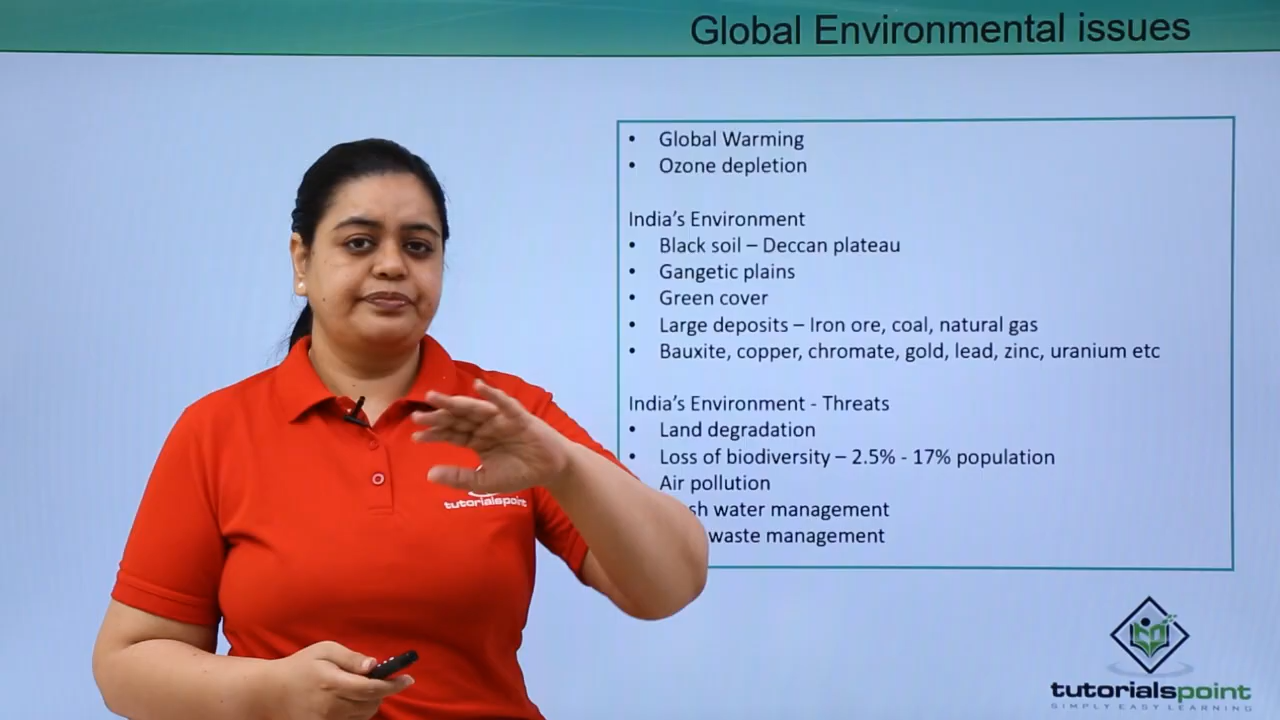 Global Environmental issues
• Global Warming
• Ozone depletion
India's Environment
• Black soil – Deccan plateau
• Gangetic plains
• Green cover
• Large deposits – Iron ore, coal, natural gas
• Bauxite, copper, chromate, gold, lead, zinc, uranium etc
India's Environment - Threats
• Land degradation
• Loss of biodiversity – 2.5% - 17% population
Air pollution
water management
waste management
tutorialspoint
tutorialspoint
SIMPLY EASY LEARNING